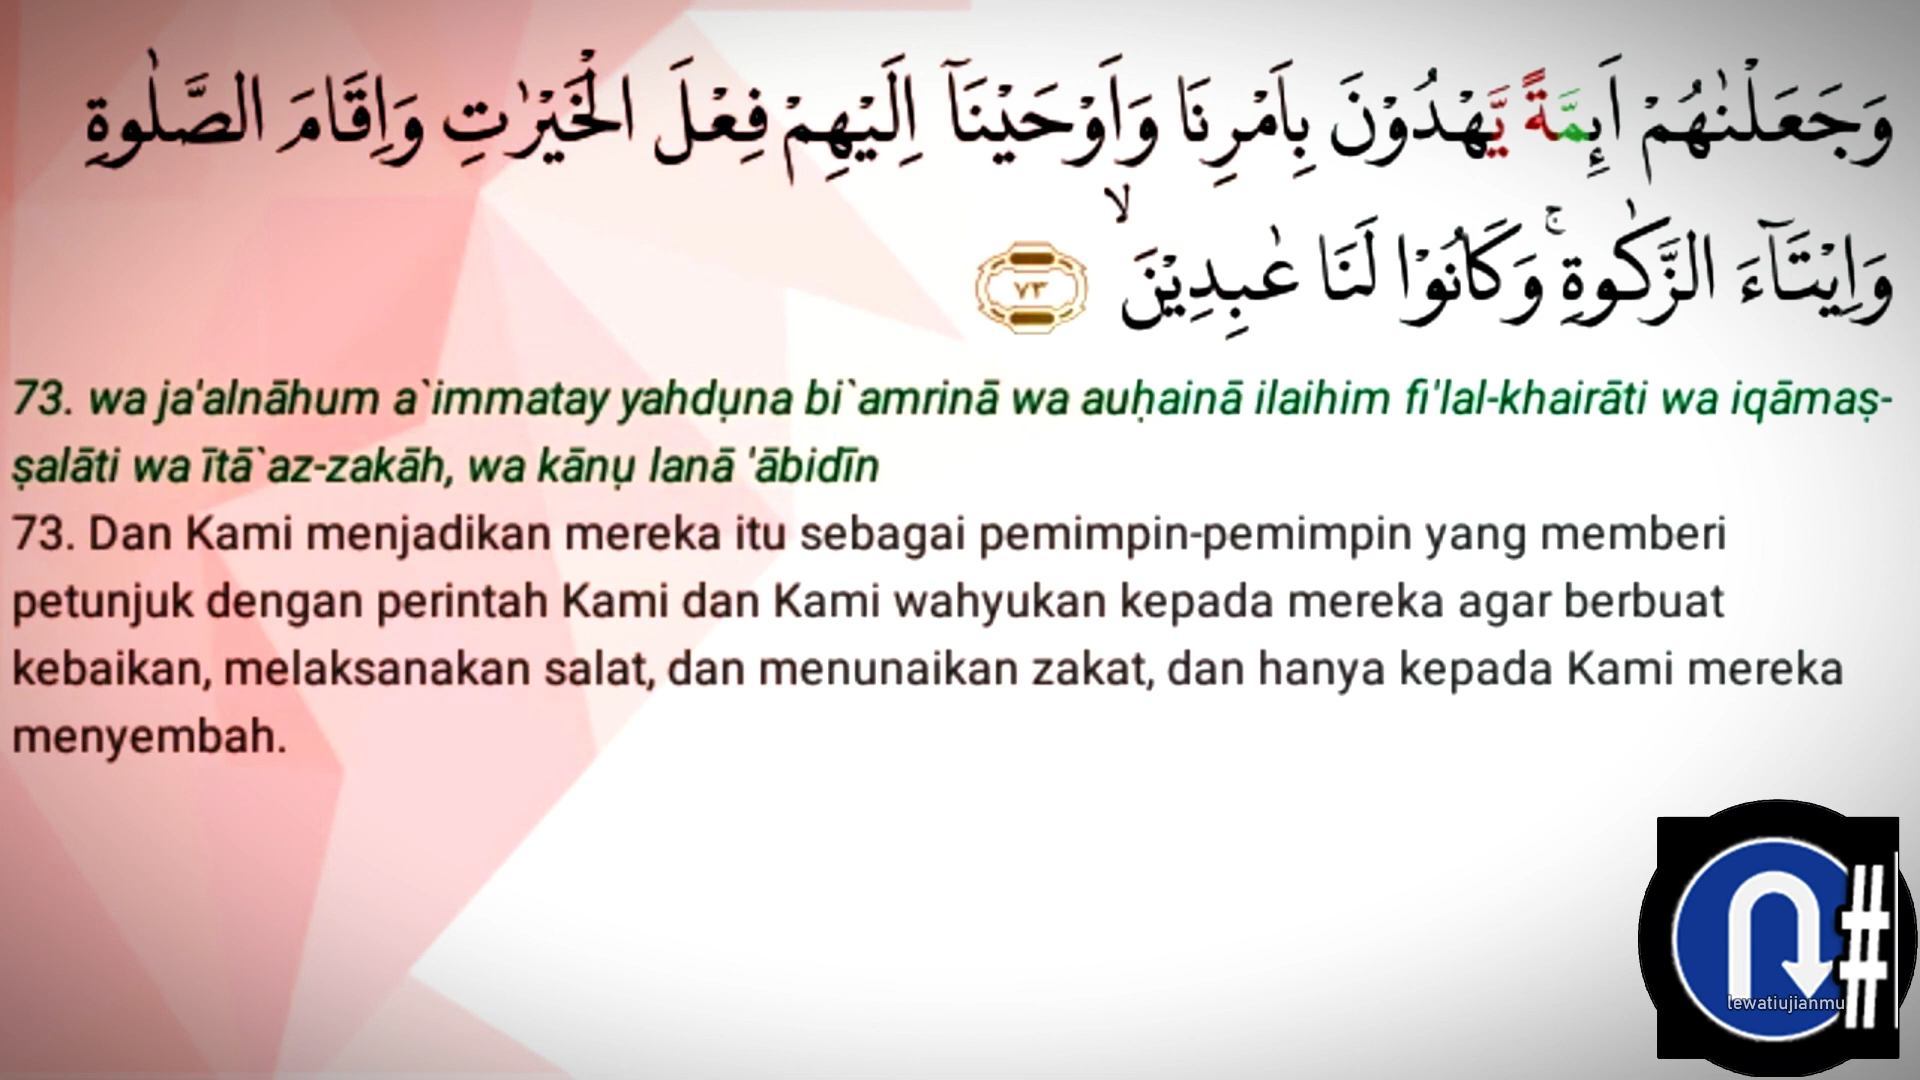 وَجَعَلْنٰهُمْ اَىِٕمَّةً يَّهْدُوْنَ بِاَمْرِنَا وَاَوْحَيْنَآ اِلَيْهِمْ فِعْلَ الْخَيْرٰتِ وَاِقَامَ الصَّلٰوةِ
وَاِيْتَاۤءَ الزَّكٰوةِۚ وَكَانُوْا لَنَا عٰبِدِيْنَ ۙ ٧٣
73. wa ja'alnāhum a`immatay yahdụna bi`amrinā wa auḥainā ilaihim fi'lal-khairāti wa iqāmaṣ-
ṣalāti wa ītā`az-zakāh, wa kānụ lanā 'ābidīn
73. Dan Kami menjadikan mereka itu sebagai pemimpin-pemimpin yang memberi
petunjuk dengan perintah Kami dan Kami wahyukan kepada mereka agar berbuat
kebaikan, melaksanakan salat, dan menunaikan zakat, dan hanya kepada Kami mereka
menyembah.
##
lewatiujianmu